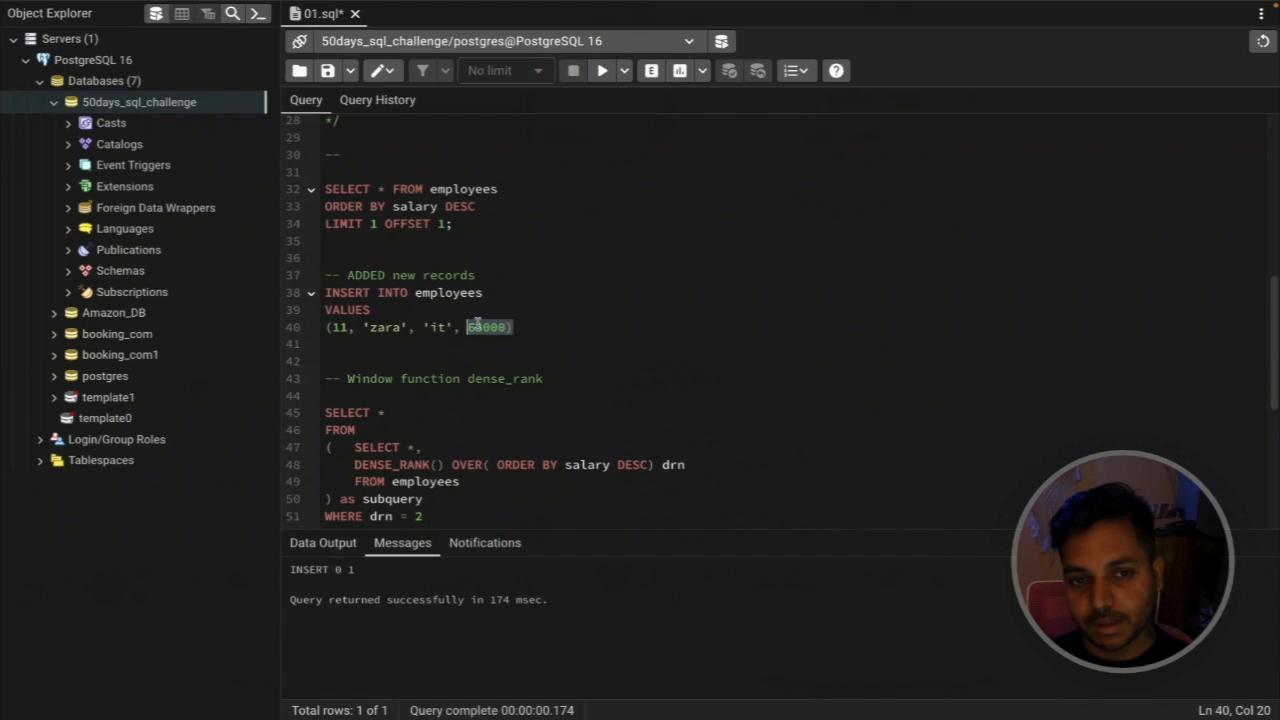 Object Explorer
Servers (1)
PostgreSQL 16
Databases (7)
50days_sql_challenge
Casts
Catalogs
Event Triggers
Extensions
Foreign Data Wrappers
Languages
Publications
Schemas
Subscriptions
Amazon_DB
booking_com
booking_com1
postgres
template1
template0
Login/Group Roles
Tablespaces
01.sql*
50days_sql_challenge/postgres@PostgreSQL 16
No limit
E
Query Query History
28 */
29
30 --
31
32 SELECT * FROM employees
33 ORDER BY salary DESC
34 LIMIT 1 OFFSET 1;
35
36
37 -- ADDED new records
38 INSERT INTO employees
39 VALUES
40 (11, 'zara', 'it', 000)
41
42
43 -- Window function dense_rank
44
45 SELECT *
46 FROM
47 ( SELECT *,
48 DENSE_RANK() OVER( ORDER BY salary DESC) drn
49 FROM employees
50 ) as subquery
51 WHERE drn = 2
Data Output Messages Notifications
INSERT 0 1
Query returned successfully in 174 msec.
Total rows: 1 of 1 Query complete 00:00:00.174 Ln 40, Col 20